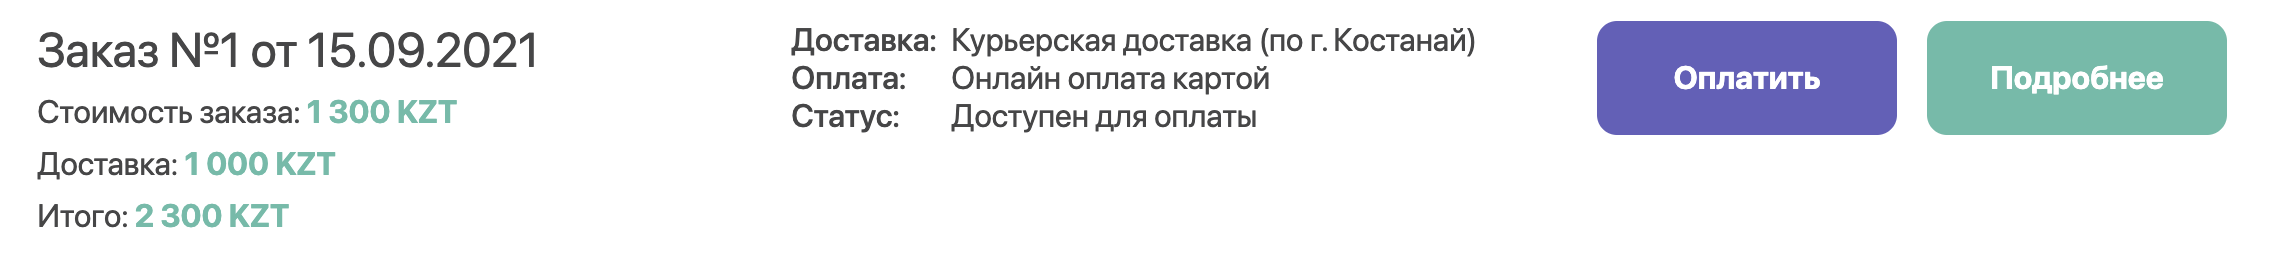 Заказ №1 от 15.09.2021
Стоимость заказа: 1 300 KZT
Доставка: 1 000 KZT
Итого: 2 300 KZT
Доставка: Курьерская доставка (по г. Костанай)
Оплата: Онлайн оплата картой
Статус: Доступен для оплаты
Оплатить
Подробнее